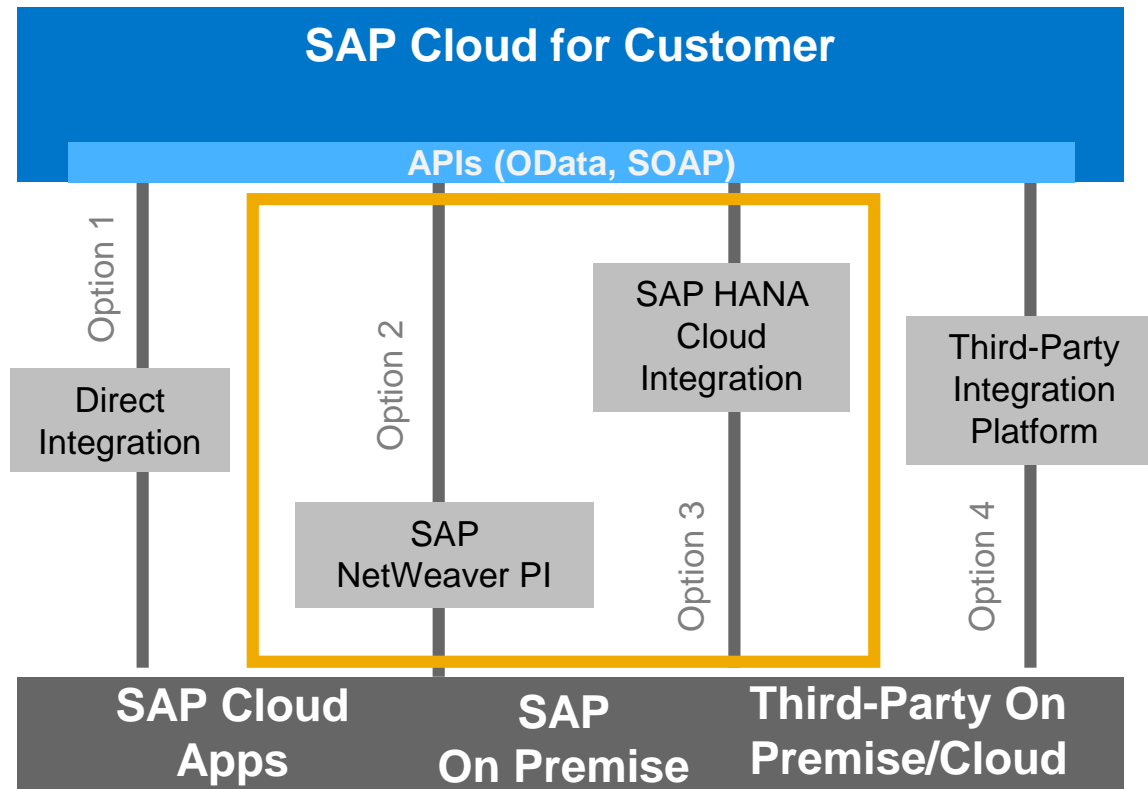 SAP Cloud for Customer
APIs (OData, SOAP)
Option 1
Direct
Integration
Option 2
SAP
NetWeaver PI
SAP HANA
Cloud
Integration
Option 3
Third-Party
Integration
Platform
Option 4
SAP Cloud
Apps
SAP
On Premise
Third-Party On
Premise/Cloud